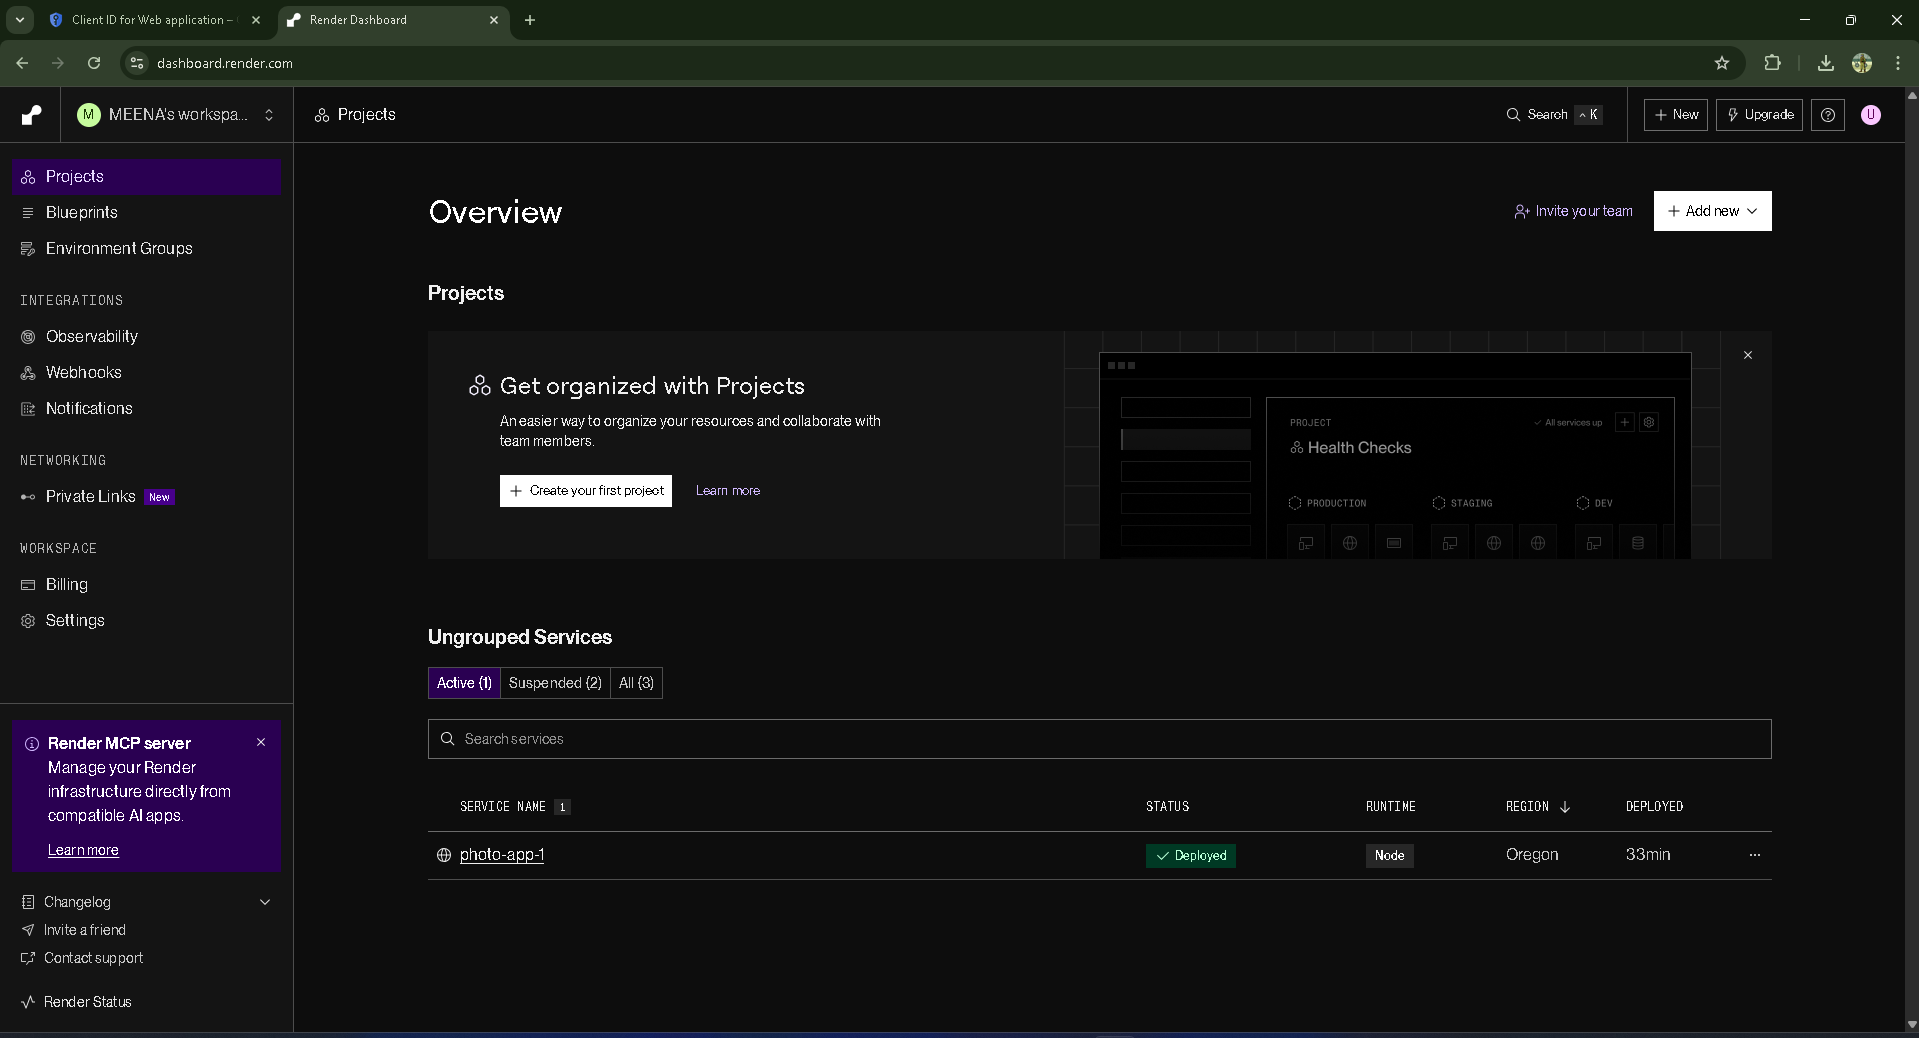 Client ID for Web application –
Render Dashboard
dashboard.render.com
M MEENA's workspa...
Projects
Search ^ K
+ New
Upgrade
U
Projects
Blueprints
Environment Groups
INTEGRATIONS
Observability
Webhooks
Notifications
NETWORKING
Private Links New
WORKSPACE
Billing
Settings
Render MCP server
Manage your Render
infrastructure directly from
compatible AI apps.
Learn more
Changelog
Invite a friend
Contact support
Render Status
Overview
Invite your team
+ Add new
Projects
Get organized with Projects
An easier way to organize your resources and collaborate with
team members.
+ Create your first project
Learn more
PROJECT
All services up
Health Checks
PRODUCTION
STAGING
DEV
Ungrouped Services
Active (1) Suspended (2) All (3)
Search services
SERVICE NAME 1 STATUS RUNTIME REGION DEPLOYED
photo-app-1 Deployed Node Oregon 33min